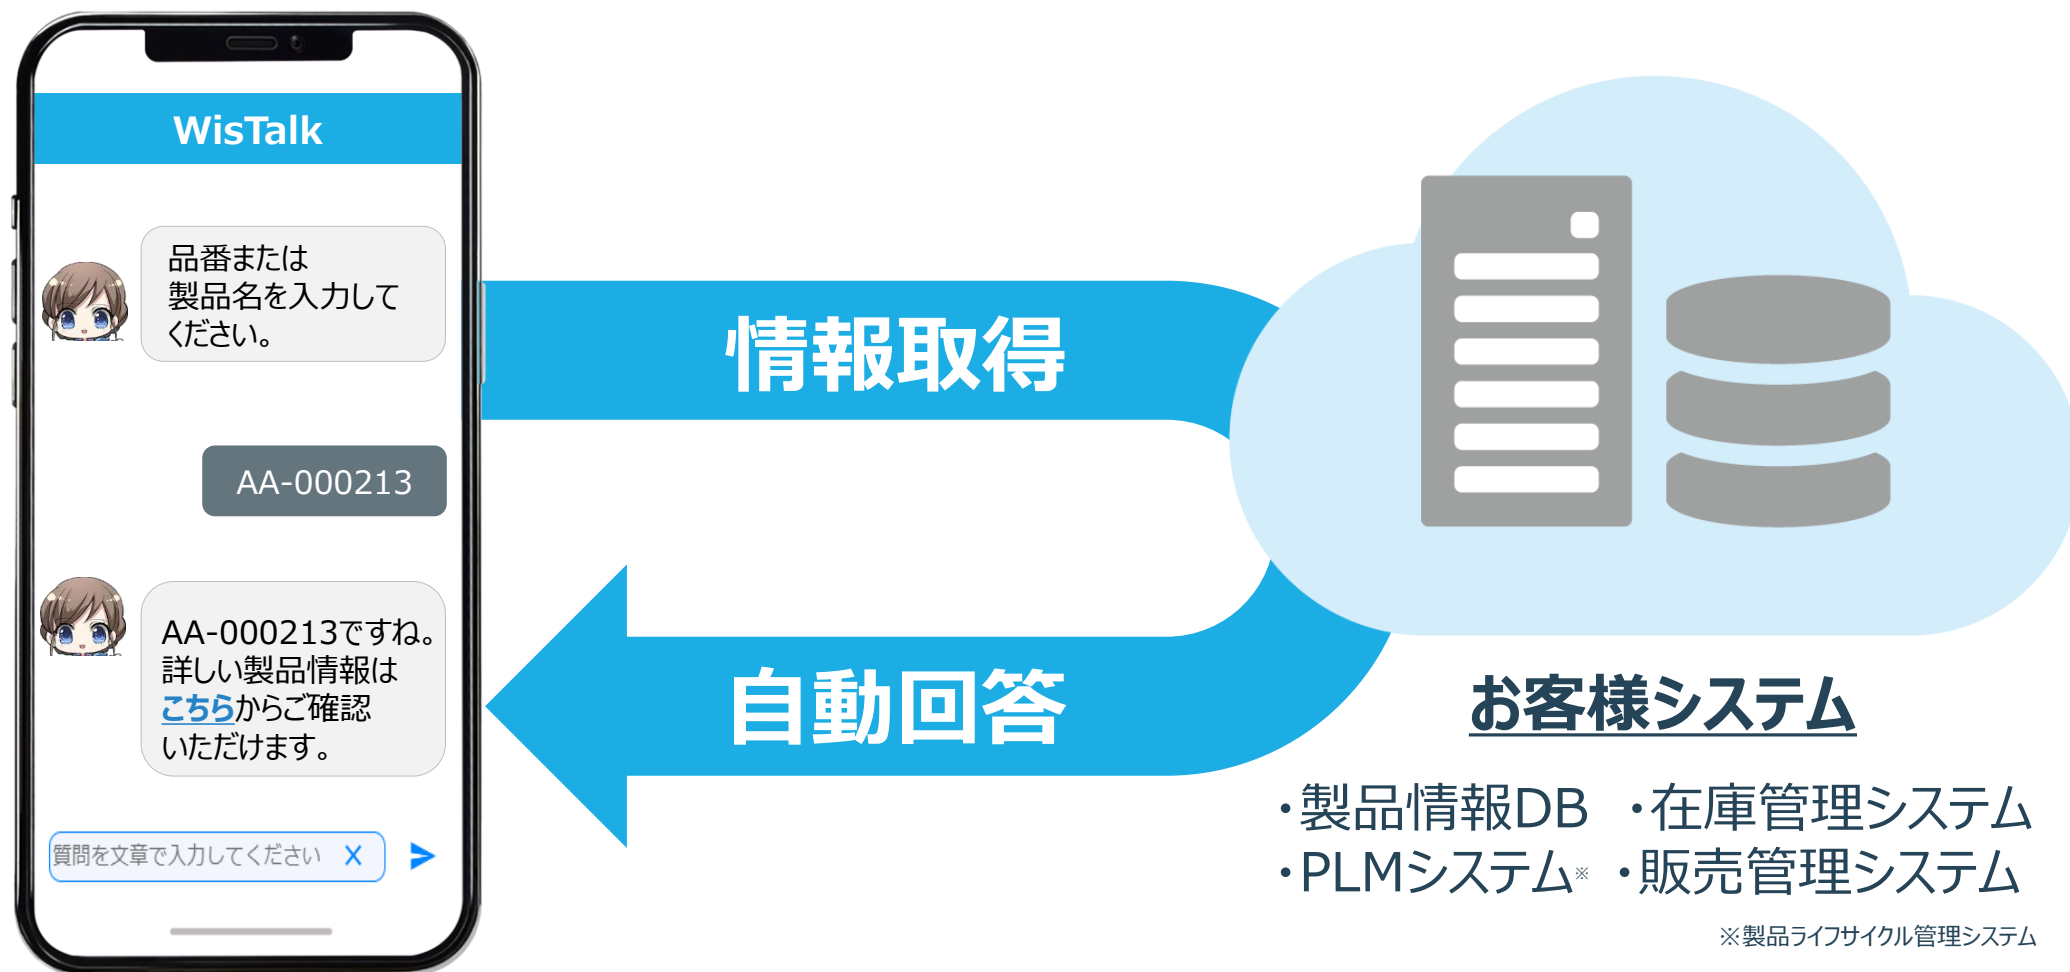 WisTalk
品番または
製品名を入力して
ください。
AA-000213
AA-000213ですね。
詳しい製品情報は
こちらからご確認
いただけます。
質問を文章で入力してください X
情報取得
自動回答
お客様システム
・製品情報DB ・在庫管理システム
・PLMシステム※ ・販売管理システム
※製品ライフサイクル管理システム